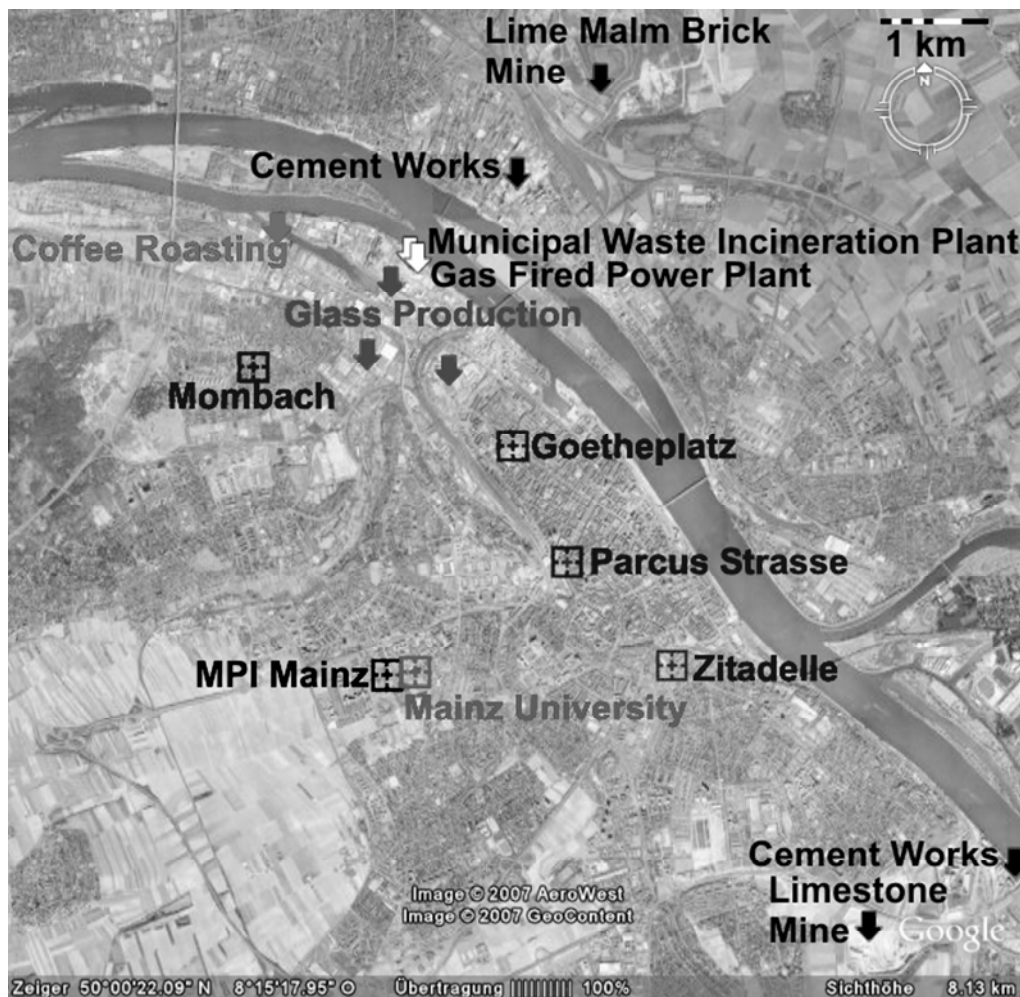 Lime Malm Brick
Mine
1 km
N
Cement Works
Coffee Roasting
Municipal Waste Incineration Plant
Gas Fired Power Plant
Glass Production
Mombach
Goetheplatz
Parcus Strasse
MPI Mainz
Zitadelle
Mainz University
Cement Works
Limestone
Mine
Image © 2007 AeroWest
Image © 2007 GeoContent
Google
Zeiger 50°00'22.09" N 8°15'17.95" O Übertragung |||||||||| 100% Sichthöhe 8.13 km